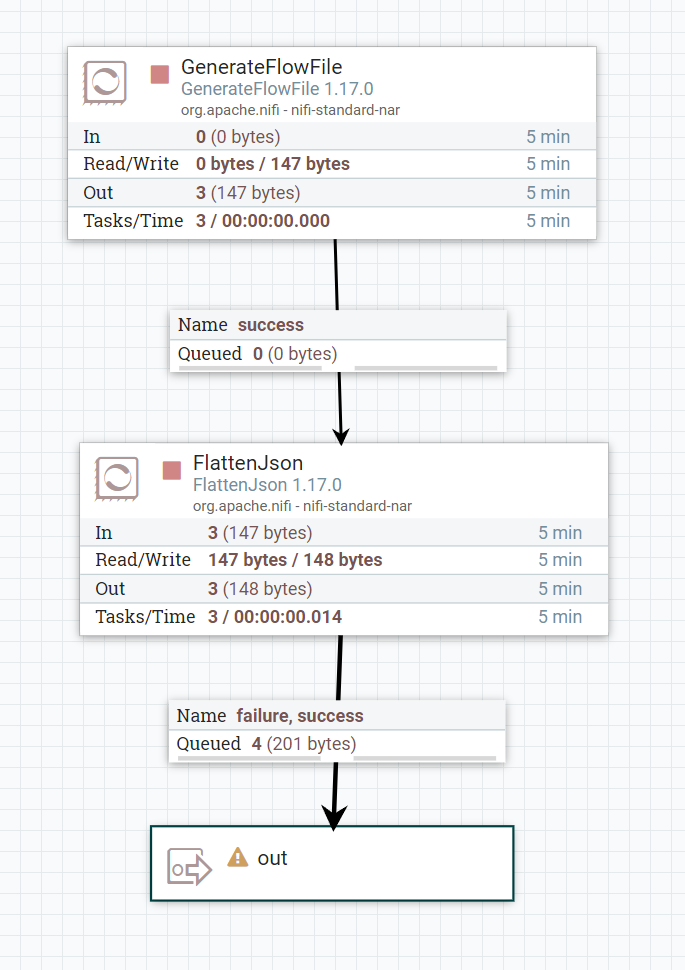 GenerateFlowFile
GenerateFlowFile 1.17.0
org.apache.nifi - nifi-standard-nar
In 0 (0 bytes) 5 min
Read/Write 0 bytes / 147 bytes 5 min
Out 3 (147 bytes) 5 min
Tasks/Time 3 / 00:00:00.000 5 min
Name success
Queued 0 (0 bytes)
FlattenJson
FlattenJson 1.17.0
org.apache.nifi - nifi-standard-nar
In 3 (147 bytes) 5 min
Read/Write 147 bytes / 148 bytes 5 min
Out 3 (148 bytes) 5 min
Tasks/Time 3 / 00:00:00.014 5 min
Name failure, success
Queued 4 (201 bytes)
out